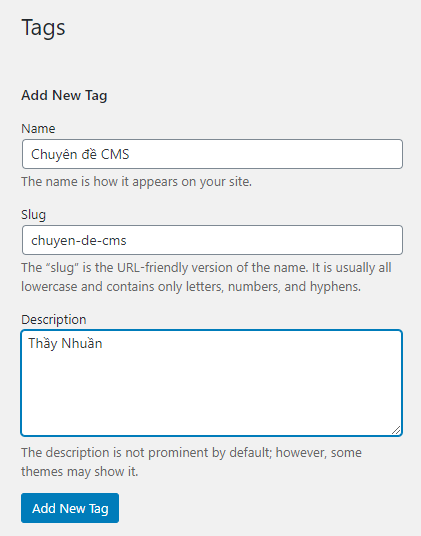 Tags
Add New Tag
Name
Chuyên đề CMS
The name is how it appears on your site.
Slug
chuyen-de-cms
The “slug” is the URL-friendly version of the name. It is usually all
lowercase and contains only letters, numbers, and hyphens.
Description
Thầy Nhuần
The description is not prominent by default; however, some
themes may show it.
Add New Tag